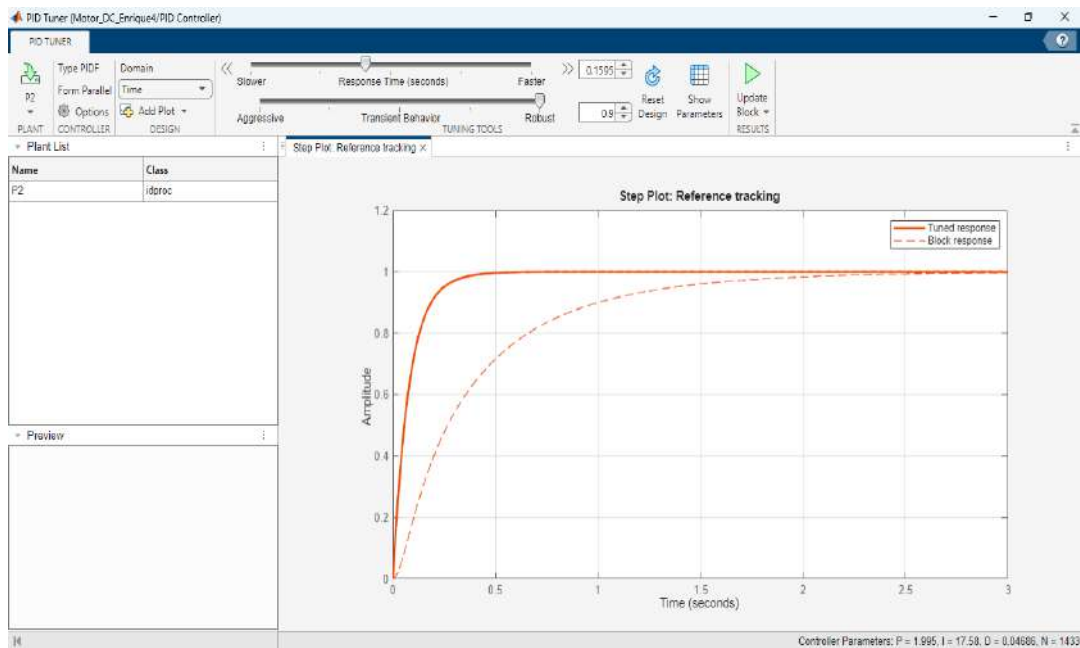 PID Tuner (Motor_DC_Enrique4/PID Controller)
PID TUNER
P2
PLANT
Type PIDF
Form Parallel
Options
CONTROLLER
Domain
Time
Add Plot
DESIGN
Slower
Response Time (seconds)
Faster
0.1595
Aggressive
Transient Behavior
Robust
0.9
Reset
Design
Show
Parameters
TUNING TOOLS
Update
Block
RESULTS
Plant List
Name Class
P2 idproc
Preview
Step Plot: Reference tracking
Step Plot: Reference tracking
Tuned response
Block response
Amplitude
1.2
1
0.8
0.6
0.4
0.2
0
0 0.5 1 1.5 2 2.5 3
Time (seconds)
Controller Parameters: P = 1.995, I = 17.58, D = 0.04686, N = 1433